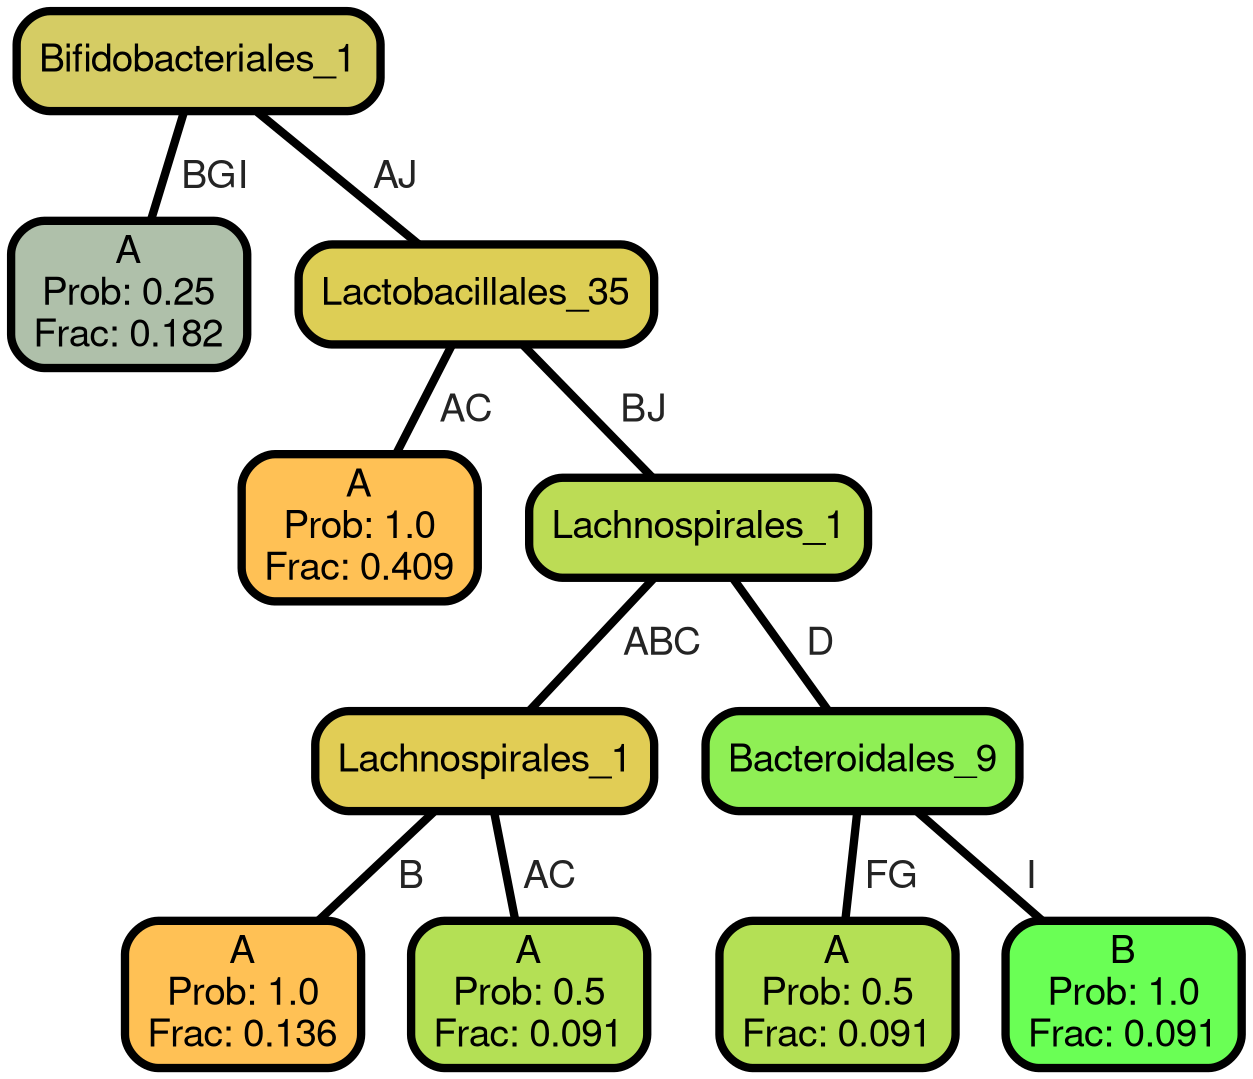 Bifidobacteriales_1
BGI
AJ
A
Prob: 0.25
Frac: 0.182
Lactobacillales_35
AC
BJ
A
Prob: 1.0
Frac: 0.409
Lachnospirales_1
ABC
D
Lachnospirales_1
Bacteroidales_9
B
AC
FG
I
A
Prob: 1.0
Frac: 0.136
A
Prob: 0.5
Frac: 0.091
A
Prob: 0.5
Frac: 0.091
B
Prob: 1.0
Frac: 0.091